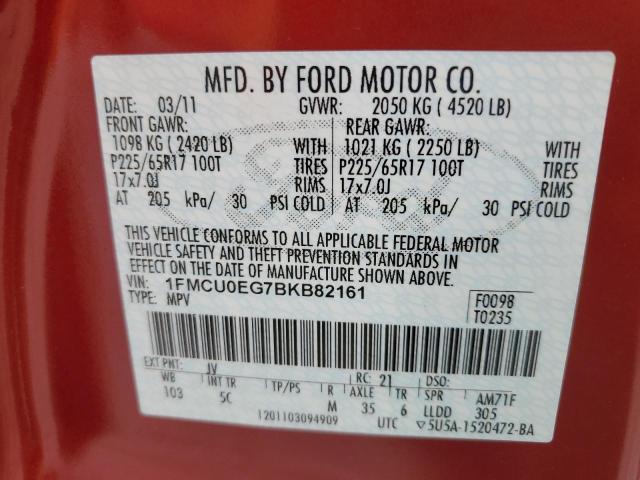 MFD. BY FORD MOTOR CO.
DATE: 03/11 GVWR: 2050 KG ( 4520 LB)
FRONT GAWR: REAR GAWR:
1098 KG ( 2420 LB) WITH 1021 KG ( 2250 LB) WITH
P225/65R17 100T TIRES P225/65R17 100T TIRES
17x7.0J RIMS 17x7.0J RIMS
AT 205 kPa/ 30 PSI COLD AT 205 kPa/ 30 PSI COLD
THIS VEHICLE CONFORMS TO ALL APPLICABLE FEDERAL MOTOR
VEHICLE SAFETY AND THEFT PREVENTION STANDARDS IN
EFFECT ON THE DATE OF MANUFACTURE SHOWN ABOVE.
VIN: 1FMCU0EG7BKB82161 F0098
TYPE: MPV T0235
EXT PNT: JV RC: 21 DSO:
WB INT TR TP/PS R AXLE TR SPR AM71F
103 5C M 35 6 LLDD 305
1201103094909 UTC 5U5A-1520472-BA